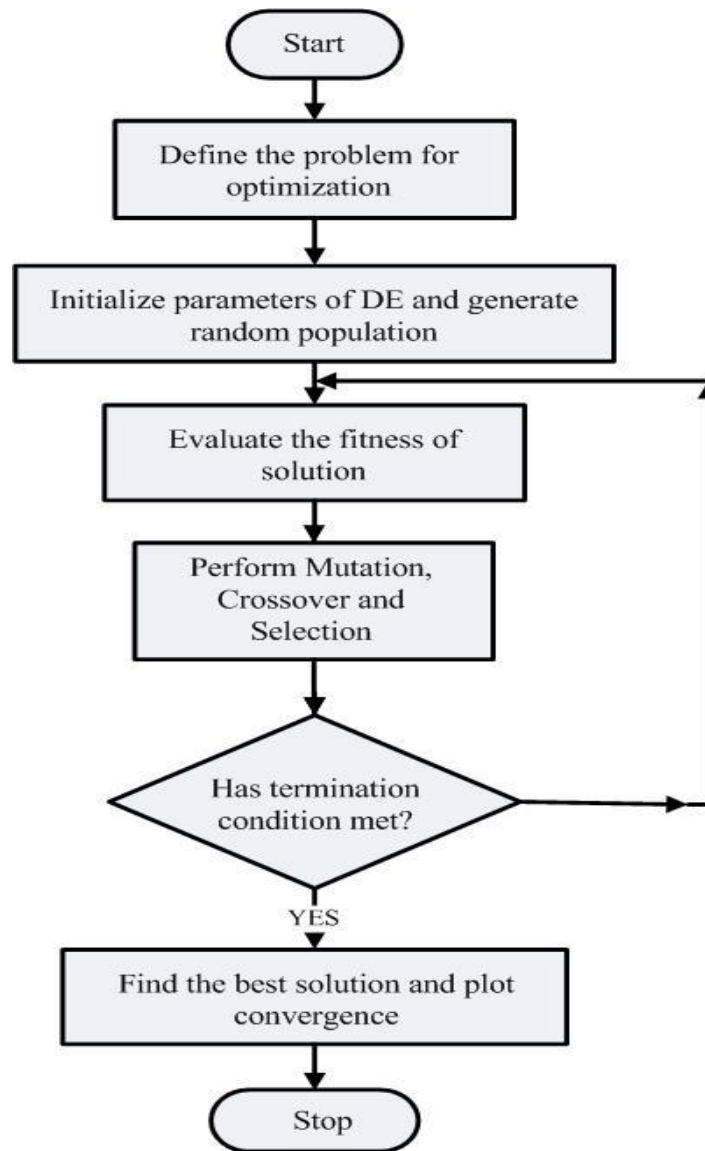 Start
Define the problem for
optimization
Initialize parameters of DE and generate
random population
Evaluate the fitness of
solution
Perform Mutation,
Crossover and
Selection
Has termination
condition met?
YES
Find the best solution and plot
convergence
Stop